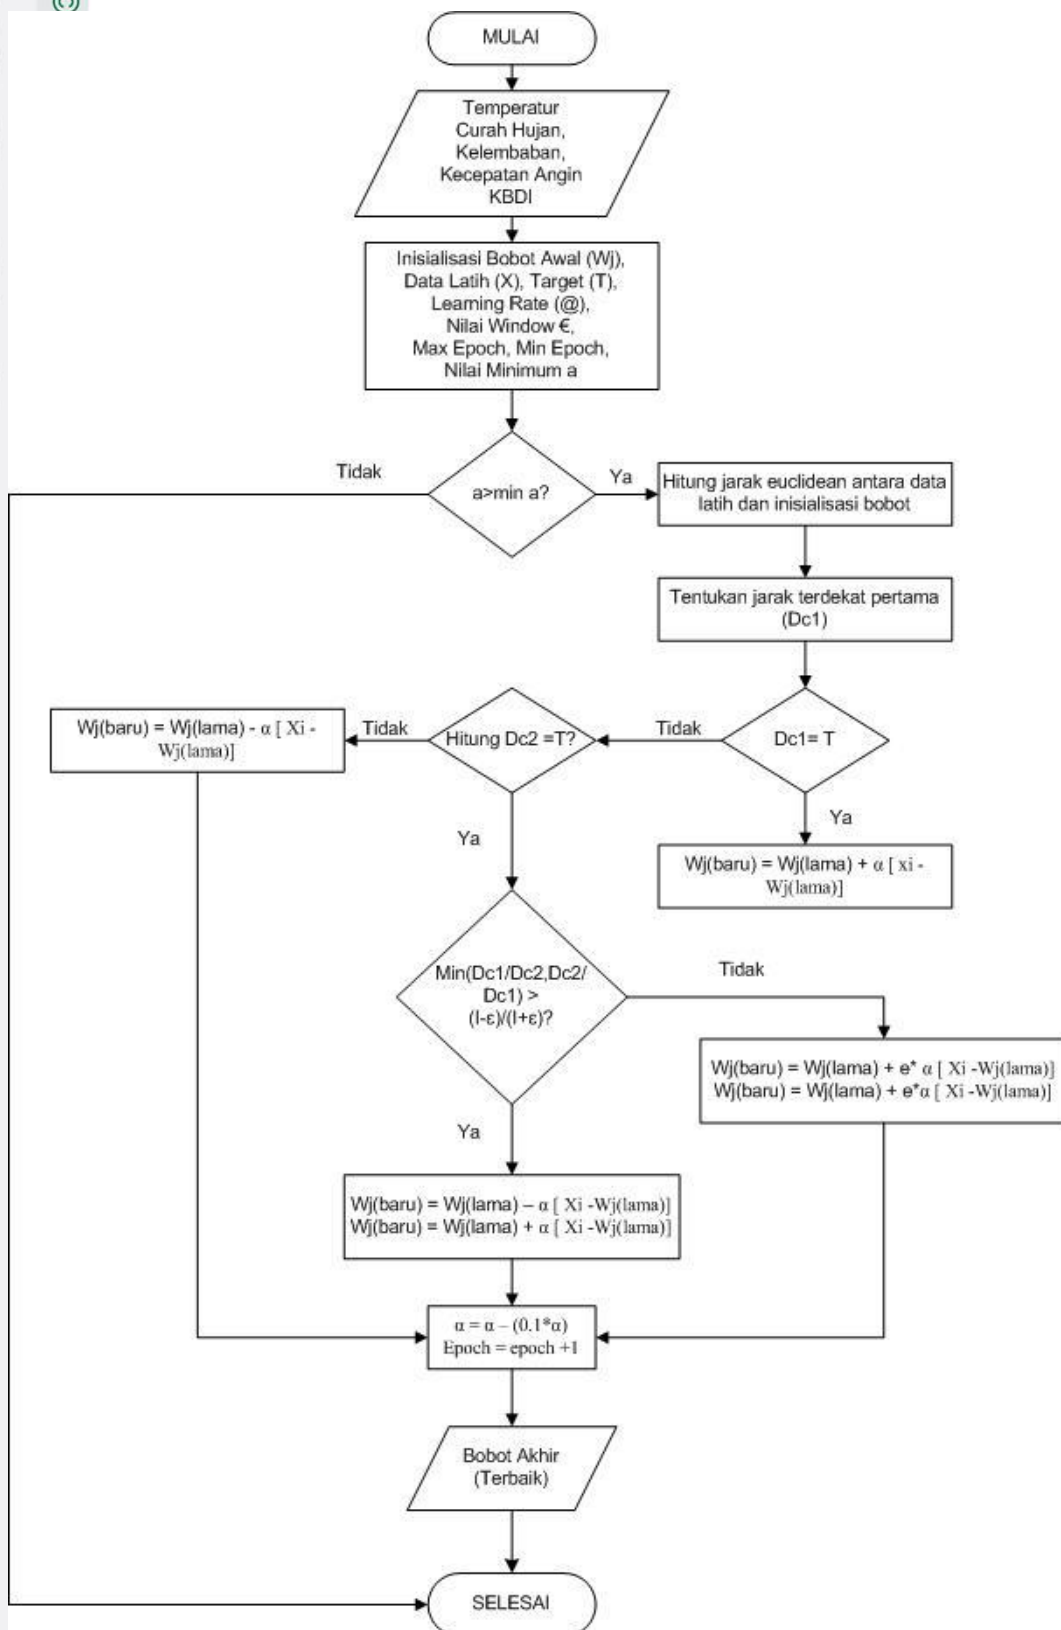 MULAI
Temperatur
Curah Hujan,
Kelembaban,
Kecepatan Angin
KBDI
Inisialisasi Bobot Awal (Wj),
Data Latih (X), Target (T),
Learning Rate (@),
Nilai Window €,
Max Epoch, Min Epoch,
Nilai Minimum a
Tidak
a>min a?
Ya
Hitung jarak euclidean antara data
latih dan inisialisasi bobot
Tentukan jarak terdekat pertama
(Dc1)
Wj(baru) = Wj(lama) - α [ Xi -
Wj(lama)]
Tidak
Hitung Dc2 =T?
Tidak
Dc1= T
Ya
Ya
Wj(baru) = Wj(lama) + α [ xi -
Wj(lama)]
Min(Dc1/Dc2,Dc2/
Dc1) >
(l-ε)/(l+ε)?
Tidak
Wj(baru) = Wj(lama) + e* α [ Xi -Wj(lama)]
Wj(baru) = Wj(lama) + e*α [ Xi -Wj(lama)]
Ya
Wj(baru) = Wj(lama) – α [ Xi -Wj(lama)]
Wj(baru) = Wj(lama) + α [ Xi -Wj(lama)]
α = α – (0.1*α)
Epoch = epoch +1
Bobot Akhir
(Terbaik)
SELESAI